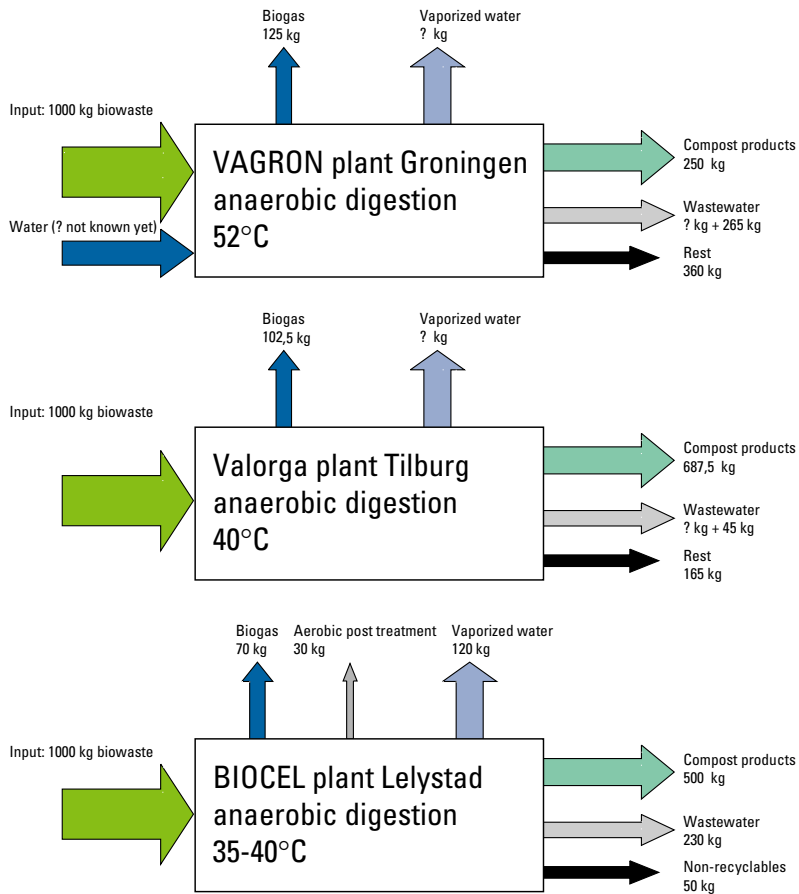 Biogas
125 kg
Vaporized water
? kg
Input: 1000 kg biowaste
VAGRON plant Groningen
anaerobic digestion
52°C
Compost products
250 kg
Water (? not known yet)
Wastewater
? kg + 265 kg
Rest
360 kg
Biogas
102,5 kg
Vaporized water
? kg
Input: 1000 kg biowaste
Valorga plant Tilburg
anaerobic digestion
40°C
Compost products
687,5 kg
Wastewater
? kg + 45 kg
Rest
165 kg
Biogas
70 kg
Aerobic post treatment
30 kg
Vaporized water
120 kg
Input: 1000 kg biowaste
BIOCEL plant Lelystad
anaerobic digestion
35-40°C
Compost products
500 kg
Wastewater
230 kg
Non-recyclables
50 kg